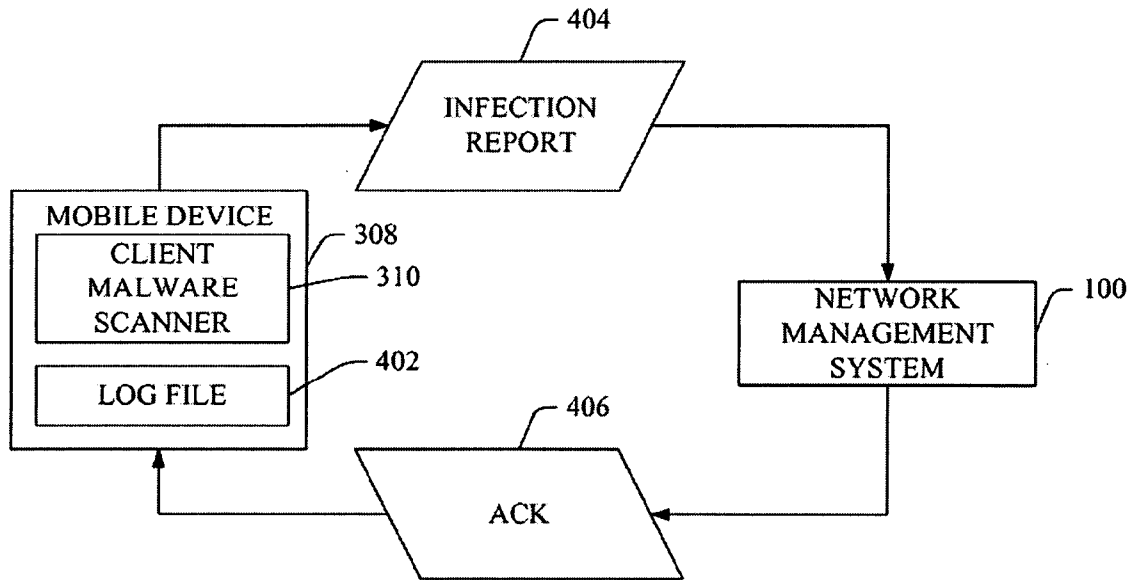 404
INFECTION
REPORT
MOBILE DEVICE
308
CLIENT
MALWARE
SCANNER
310
NETWORK
MANAGEMENT
SYSTEM
100
402
LOG FILE
406
ACK